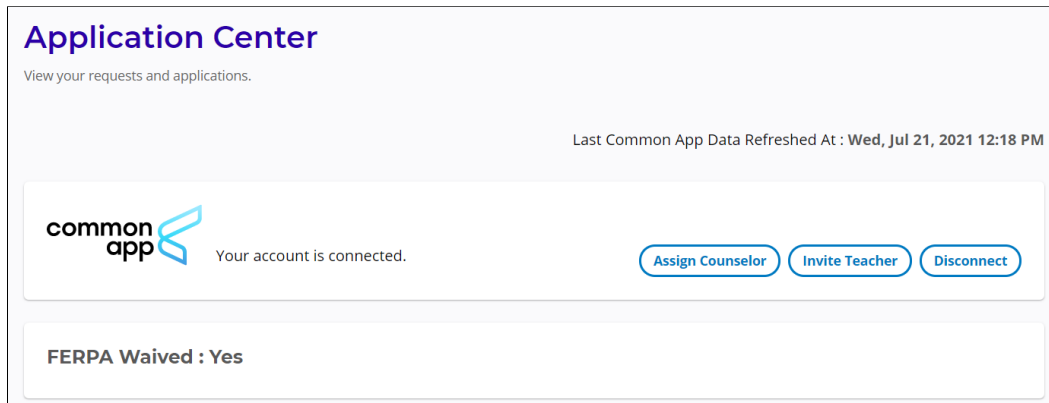 Application Center
View your requests and applications.
Last Common App Data Refreshed At : Wed, Jul 21, 2021 12:18 PM
common
app
Your account is connected.
Assign Counselor
Invite Teacher
Disconnect
FERPA Waived : Yes